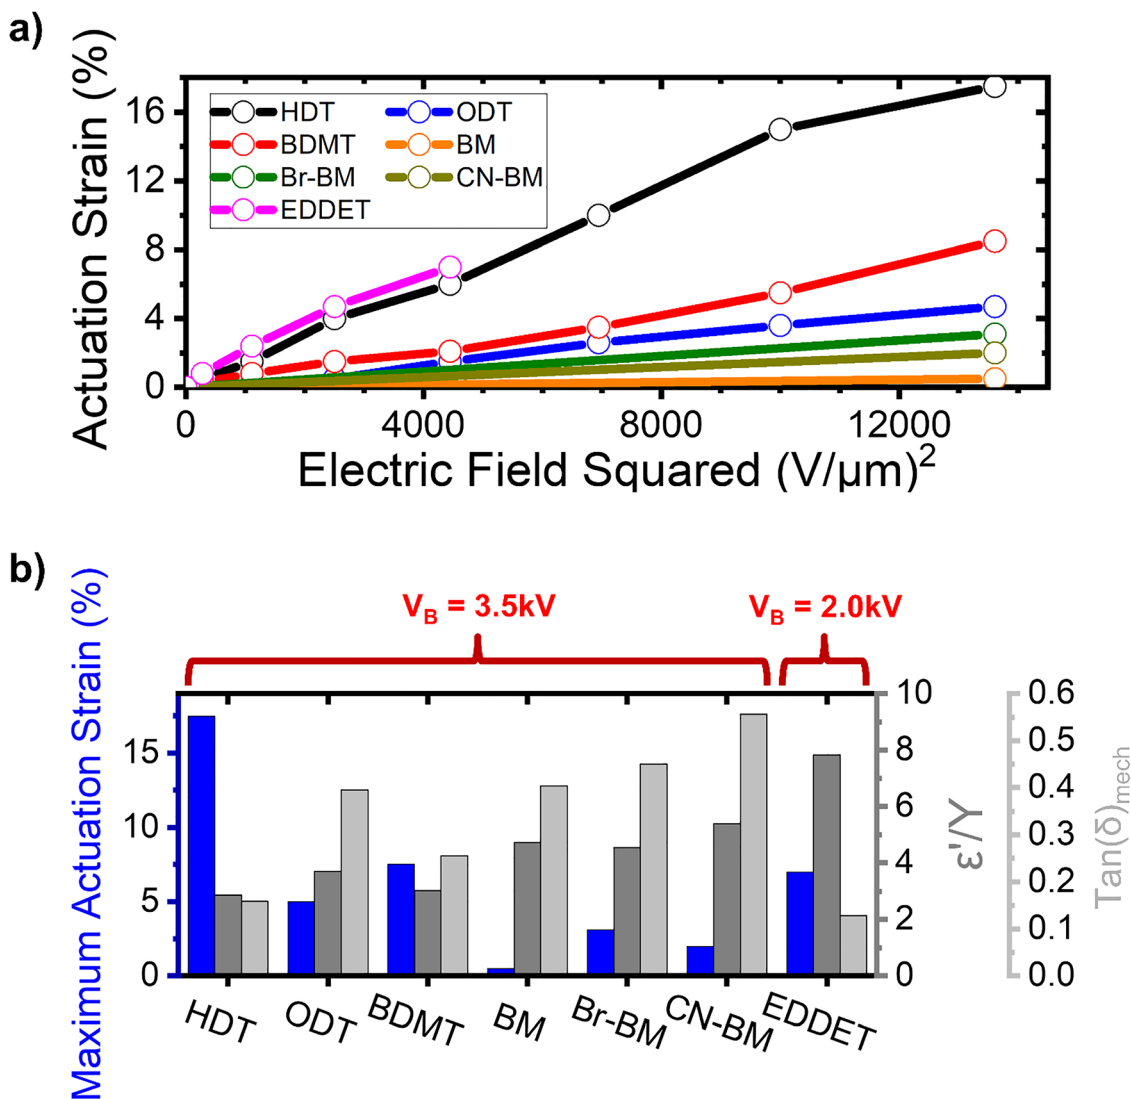 a)
Actuation Strain (%)
16
12
8
4
0
HDT ODT
BDMT BM
Br-BM CN-BM
EDDET
0 4000 8000 12000
Electric Field Squared (V/µm)²
b)
Maximum Actuation Strain (%)
V_B = 3.5kV V_B = 2.0kV
15
10
5
0
10
8
6
4
2
0
ε'/Y
0.6
0.5
0.4
0.3
0.2
0.1
0.0
Tan(δ)mech
HDT ODT BDMT BM Br-BM CN-BM EDDET